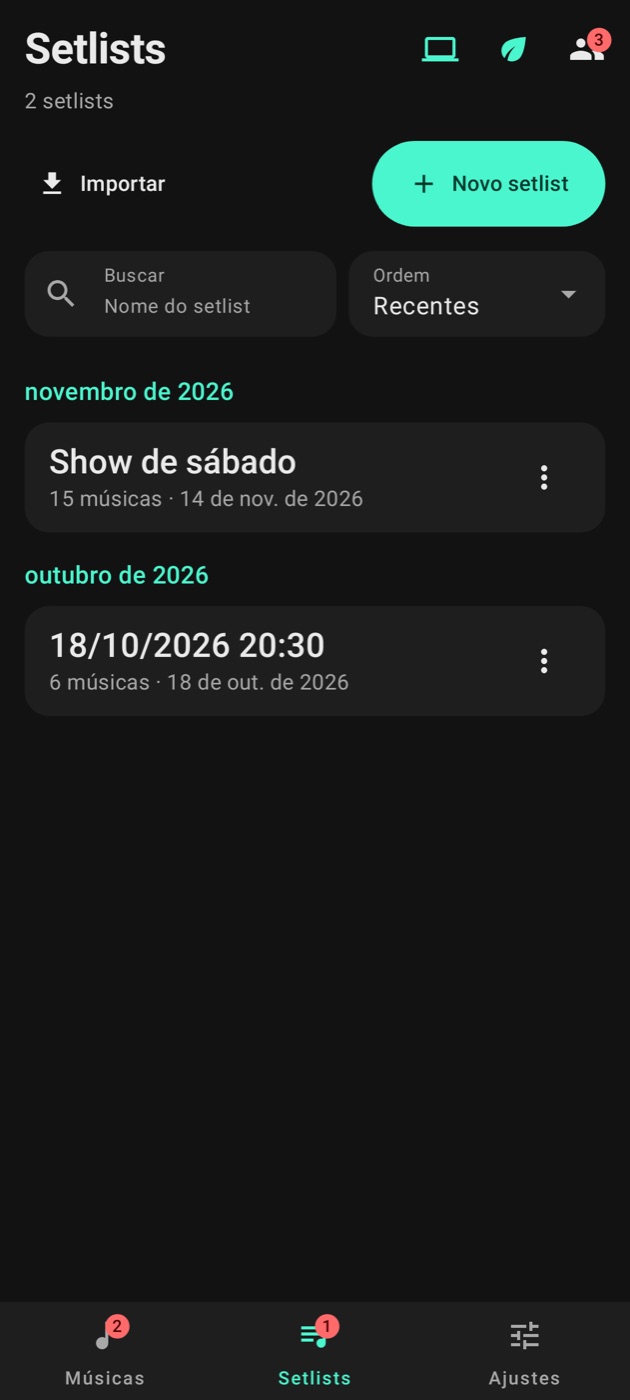 Setlists
3
2 setlists
Importar
Novo setlist
Buscar
Nome do setlist
Ordem
Recentes
novembro de 2026
Show de sábado
15 músicas · 14 de nov. de 2026
outubro de 2026
18/10/2026 20:30
6 músicas · 18 de out. de 2026
2
1
Músicas
Setlists
Ajustes